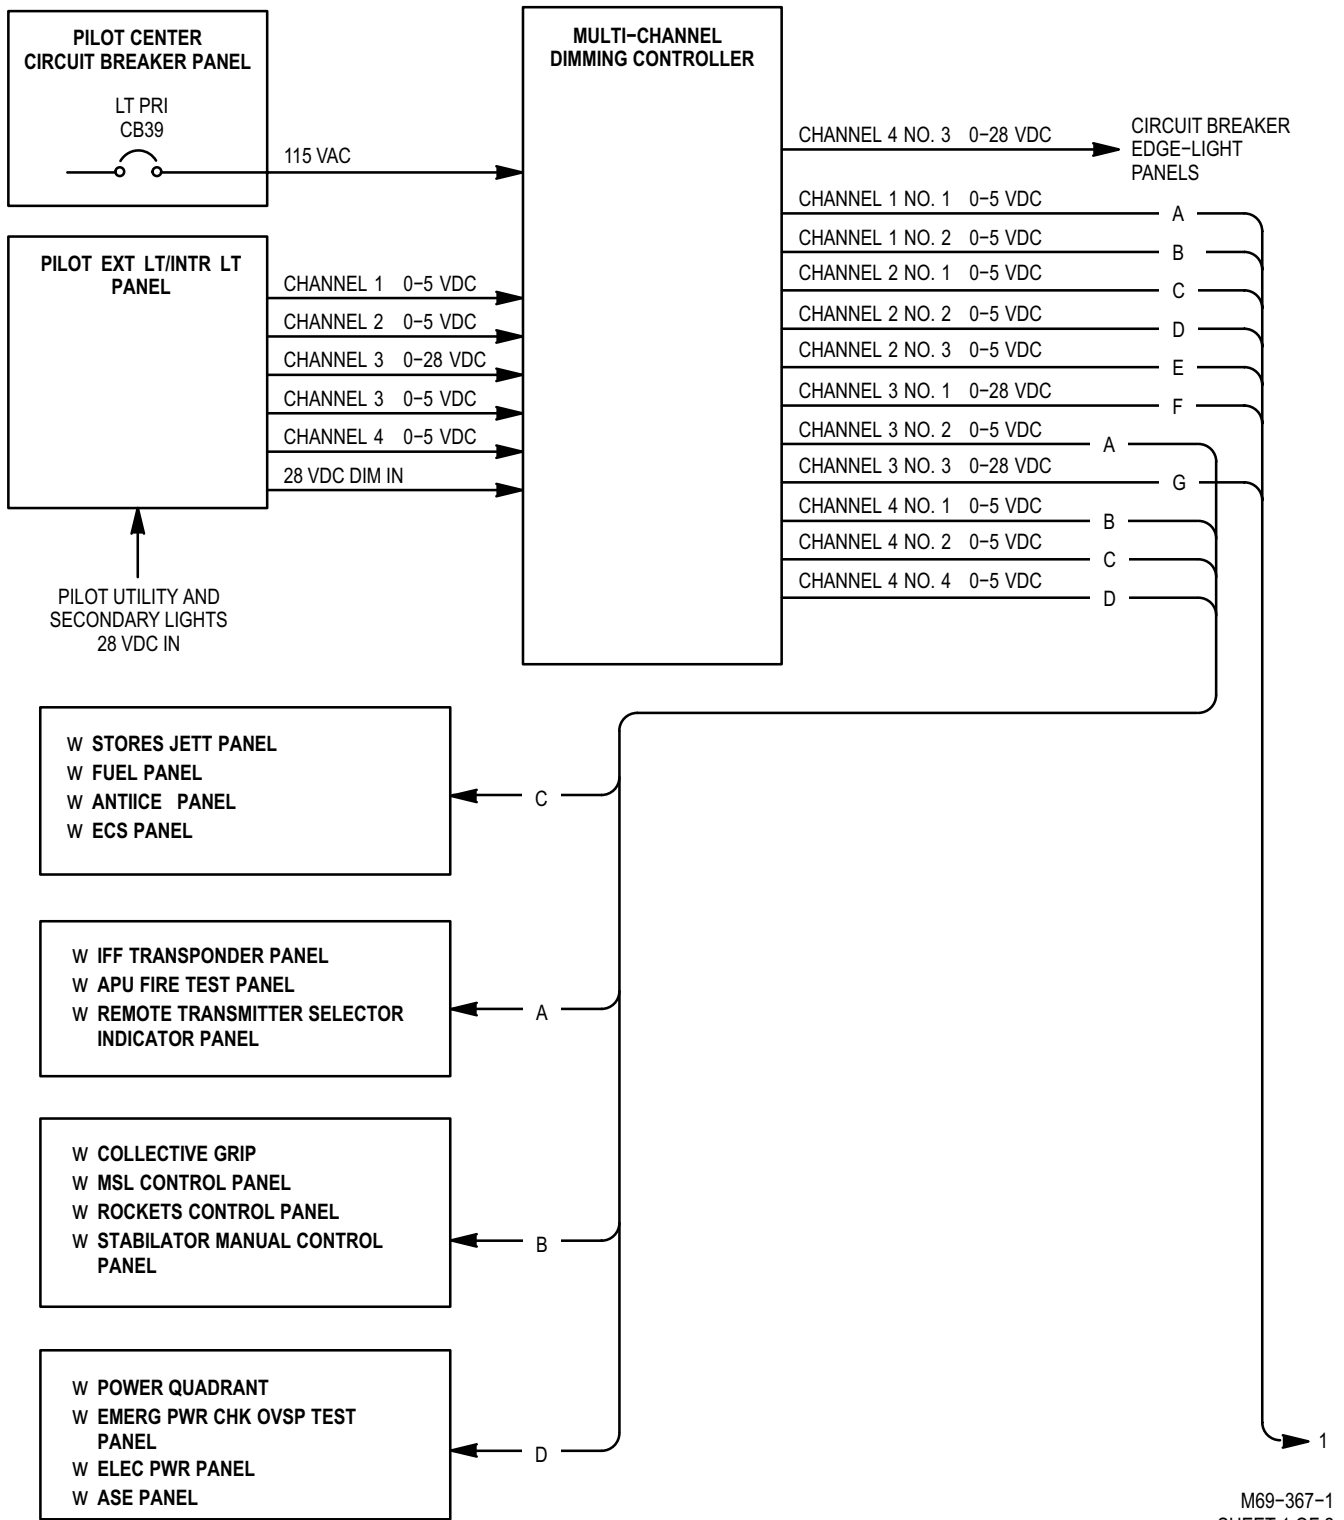 PILOT CENTER
CIRCUIT BREAKER PANEL
LT PRI
CB39
115 VAC
PILOT EXT LT/INTR LT
PANEL
CHANNEL 1 0−5 VDC
CHANNEL 2 0−5 VDC
CHANNEL 3 0−28 VDC
CHANNEL 3 0−5 VDC
CHANNEL 4 0−5 VDC
28 VDC DIM IN
PILOT UTILITY AND
SECONDARY LIGHTS
28 VDC IN
MULTI−CHANNEL
DIMMING CONTROLLER
CHANNEL 4 NO. 3 0−28 VDC
CIRCUIT BREAKER
EDGE−LIGHT
PANELS
CHANNEL 1 NO. 1 0−5 VDC A
CHANNEL 1 NO. 2 0−5 VDC B
CHANNEL 2 NO. 1 0−5 VDC C
CHANNEL 2 NO. 2 0−5 VDC D
CHANNEL 2 NO. 3 0−5 VDC E
CHANNEL 3 NO. 1 0−28 VDC F
CHANNEL 3 NO. 2 0−5 VDC A
CHANNEL 3 NO. 3 0−28 VDC G
CHANNEL 4 NO. 1 0−5 VDC B
CHANNEL 4 NO. 2 0−5 VDC C
CHANNEL 4 NO. 4 0−5 VDC D
W STORES JETT PANEL
W FUEL PANEL
W ANTIICE PANEL
W ECS PANEL
C
W IFF TRANSPONDER PANEL
W APU FIRE TEST PANEL
W REMOTE TRANSMITTER SELECTOR
INDICATOR PANEL
A
W COLLECTIVE GRIP
W MSL CONTROL PANEL
W ROCKETS CONTROL PANEL
W STABILATOR MANUAL CONTROL
PANEL
B
W POWER QUADRANT
W EMERG PWR CHK OVSP TEST
PANEL
W ELEC PWR PANEL
W ASE PANEL
D
1
M69−367−1